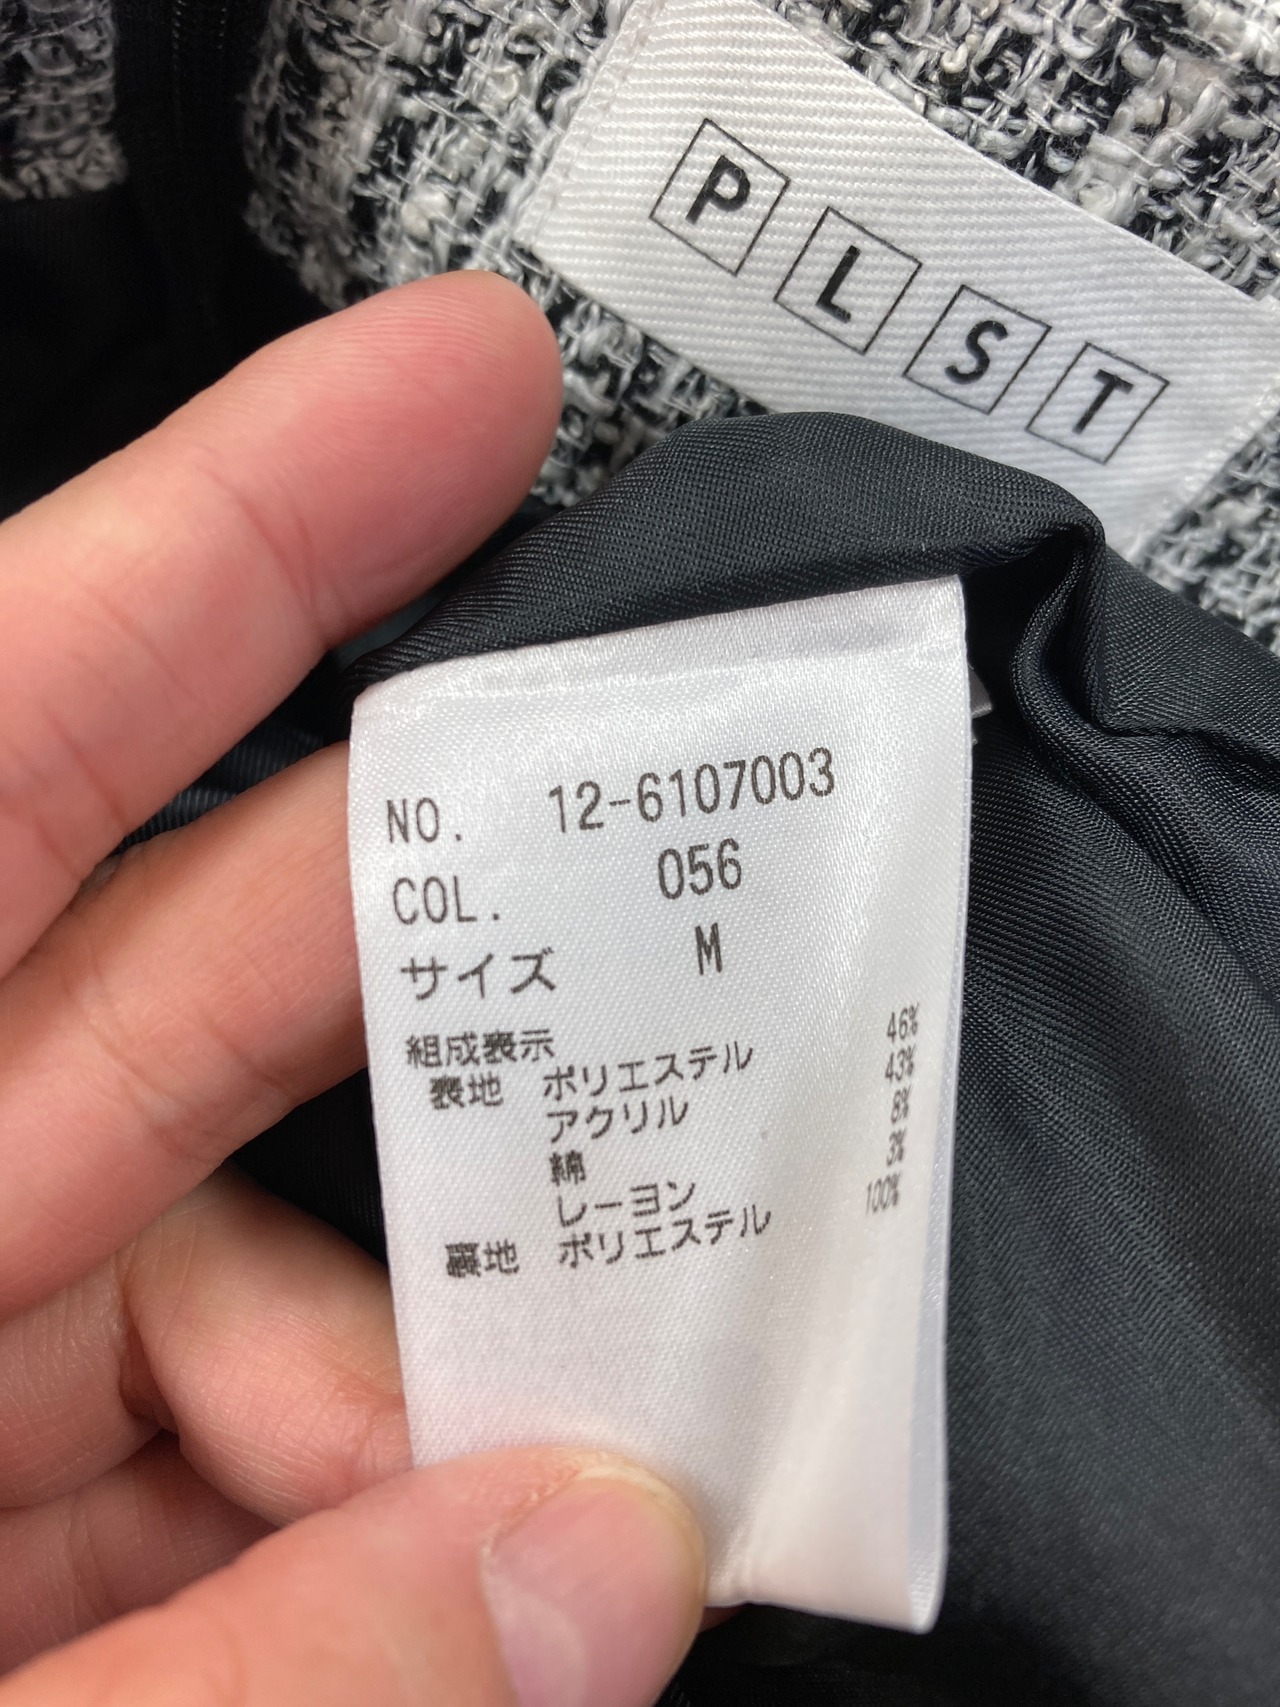 PLST
NO. 12-6107003
COL. 056
サイズ M
組成表示
表地 ポリエステル 46%
アクリル 43%
綿 8%
レーヨン 3%
裏地 ポリエステル 100%